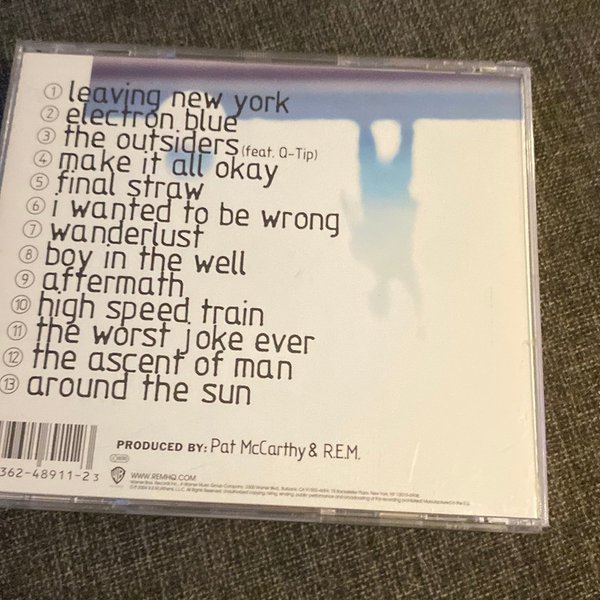 1 leaving new york
2 electron blue
3 the outsiders (feat. Q-Tip)
4 make it all okay
5 final straw
6 i wanted to be wrong
7 wanderlust
8 boy in the well
9 aftermath
10 high speed train
11 the worst joke ever
12 the ascent of man
13 around the sun
PRODUCED BY: Pat McCarthy & R.E.M.
362-48911-2 3
WWW.REMHQ.COM